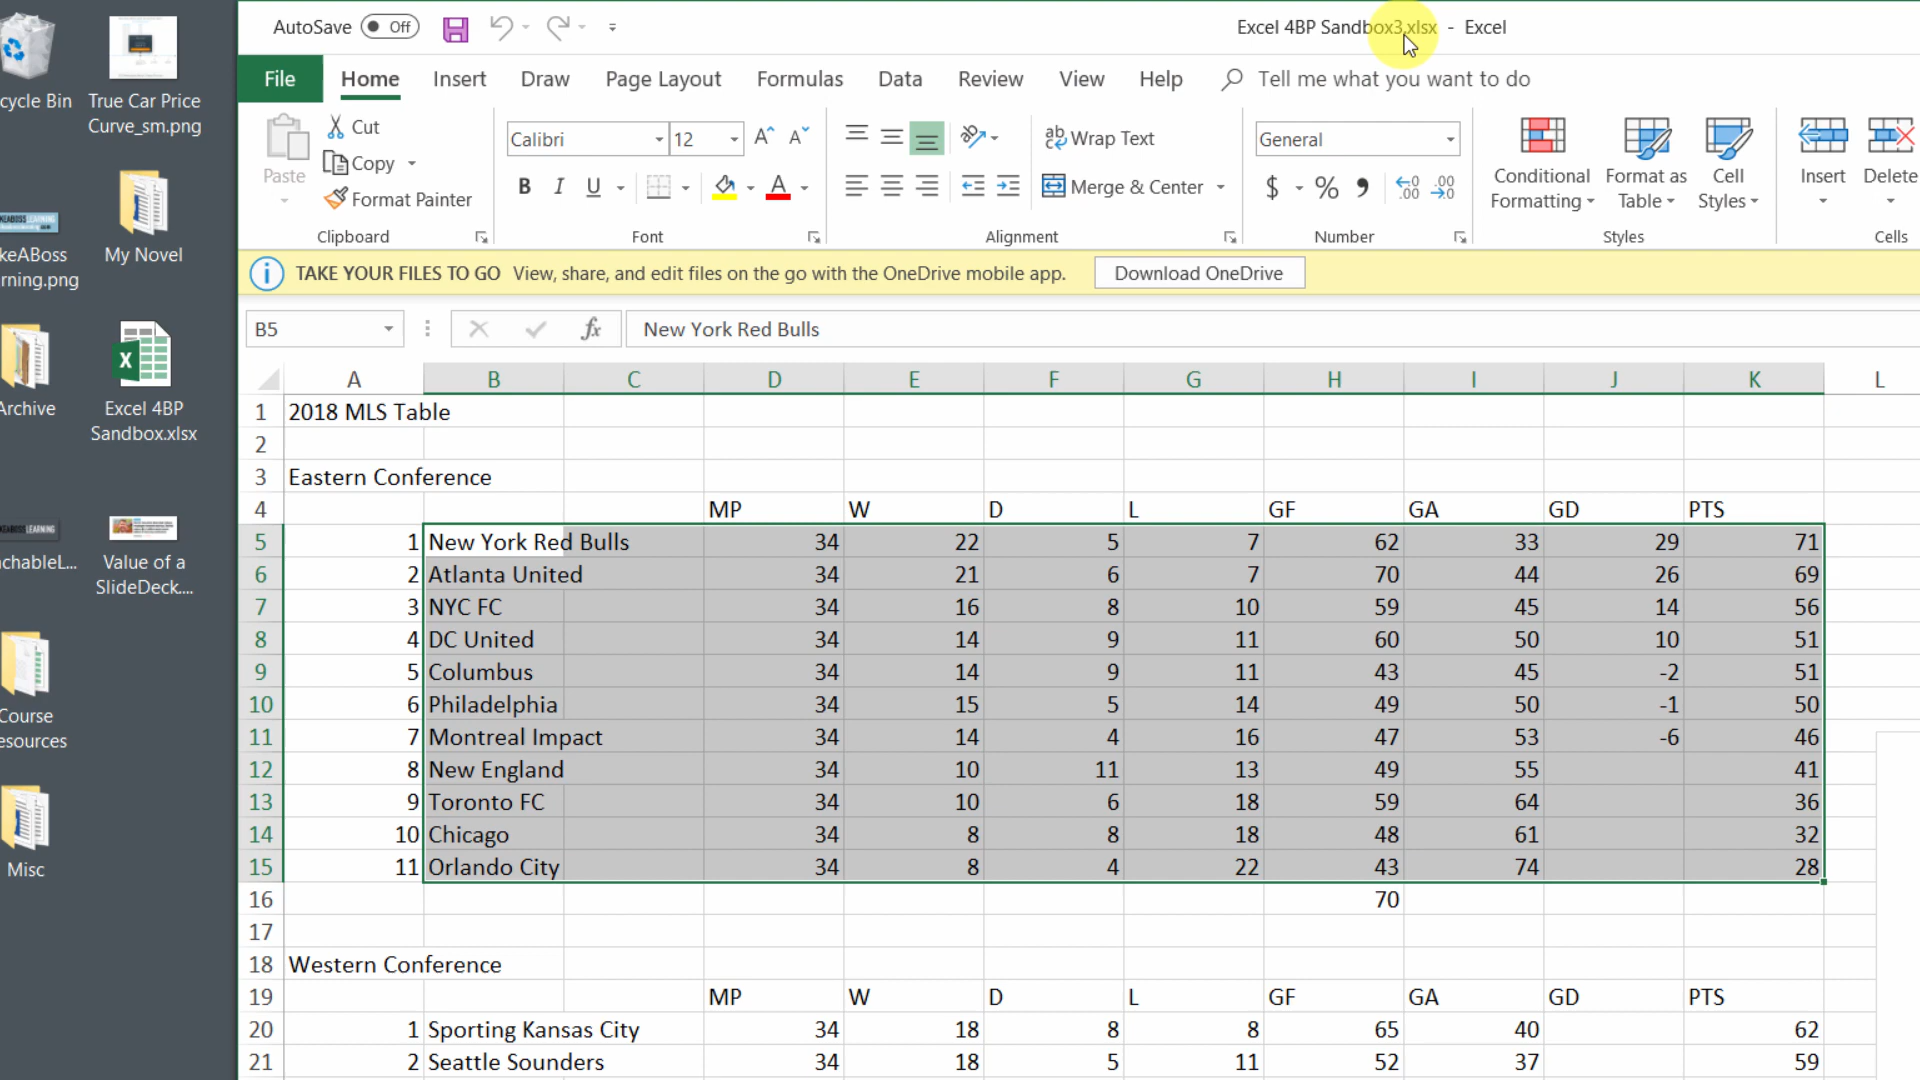 AutoSave Off
Excel 4BP Sandbox3.xlsx - Excel
File Home Insert Draw Page Layout Formulas Data Review View Help Tell me what you want to do
Paste
Cut
Copy
Format Painter
Clipboard
Calibri 12
B I U
Font
Wrap Text
Merge & Center
Alignment
General
$ % ,
Number
Conditional Formatting
Format as Table
Cell Styles
Styles
Insert Delete
Cells
TAKE YOUR FILES TO GO View, share, and edit files on the go with the OneDrive mobile app. Download OneDrive
B5 fx New York Red Bulls
A B C D E F G H I J K L
1 2018 MLS Table
2
3 Eastern Conference
4 MP W D L GF GA GD PTS
5 1 New York Red Bulls 34 22 5 7 62 33 29 71
6 2 Atlanta United 34 21 6 7 70 44 26 69
7 3 NYC FC 34 16 8 10 59 45 14 56
8 4 DC United 34 14 9 11 60 50 10 51
9 5 Columbus 34 14 9 11 43 45 -2 51
10 6 Philadelphia 34 15 5 14 49 50 -1 50
11 7 Montreal Impact 34 14 4 16 47 53 -6 46
12 8 New England 34 10 11 13 49 55 41
13 9 Toronto FC 34 10 6 18 59 64 36
14 10 Chicago 34 8 8 18 48 61 32
15 11 Orlando City 34 8 4 22 43 74 28
16 70
17
18 Western Conference
19 MP W D L GF GA GD PTS
20 1 Sporting Kansas City 34 18 8 8 65 40 62
21 2 Seattle Sounders 34 18 5 11 52 37 59
cycle Bin
True Car Price
Curve_sm.png
keABoss
rning.png
My Novel
Archive
Excel 4BP
Sandbox.xlsx
chableL...
Value of a
SlideDeck....
Course
esources
Misc